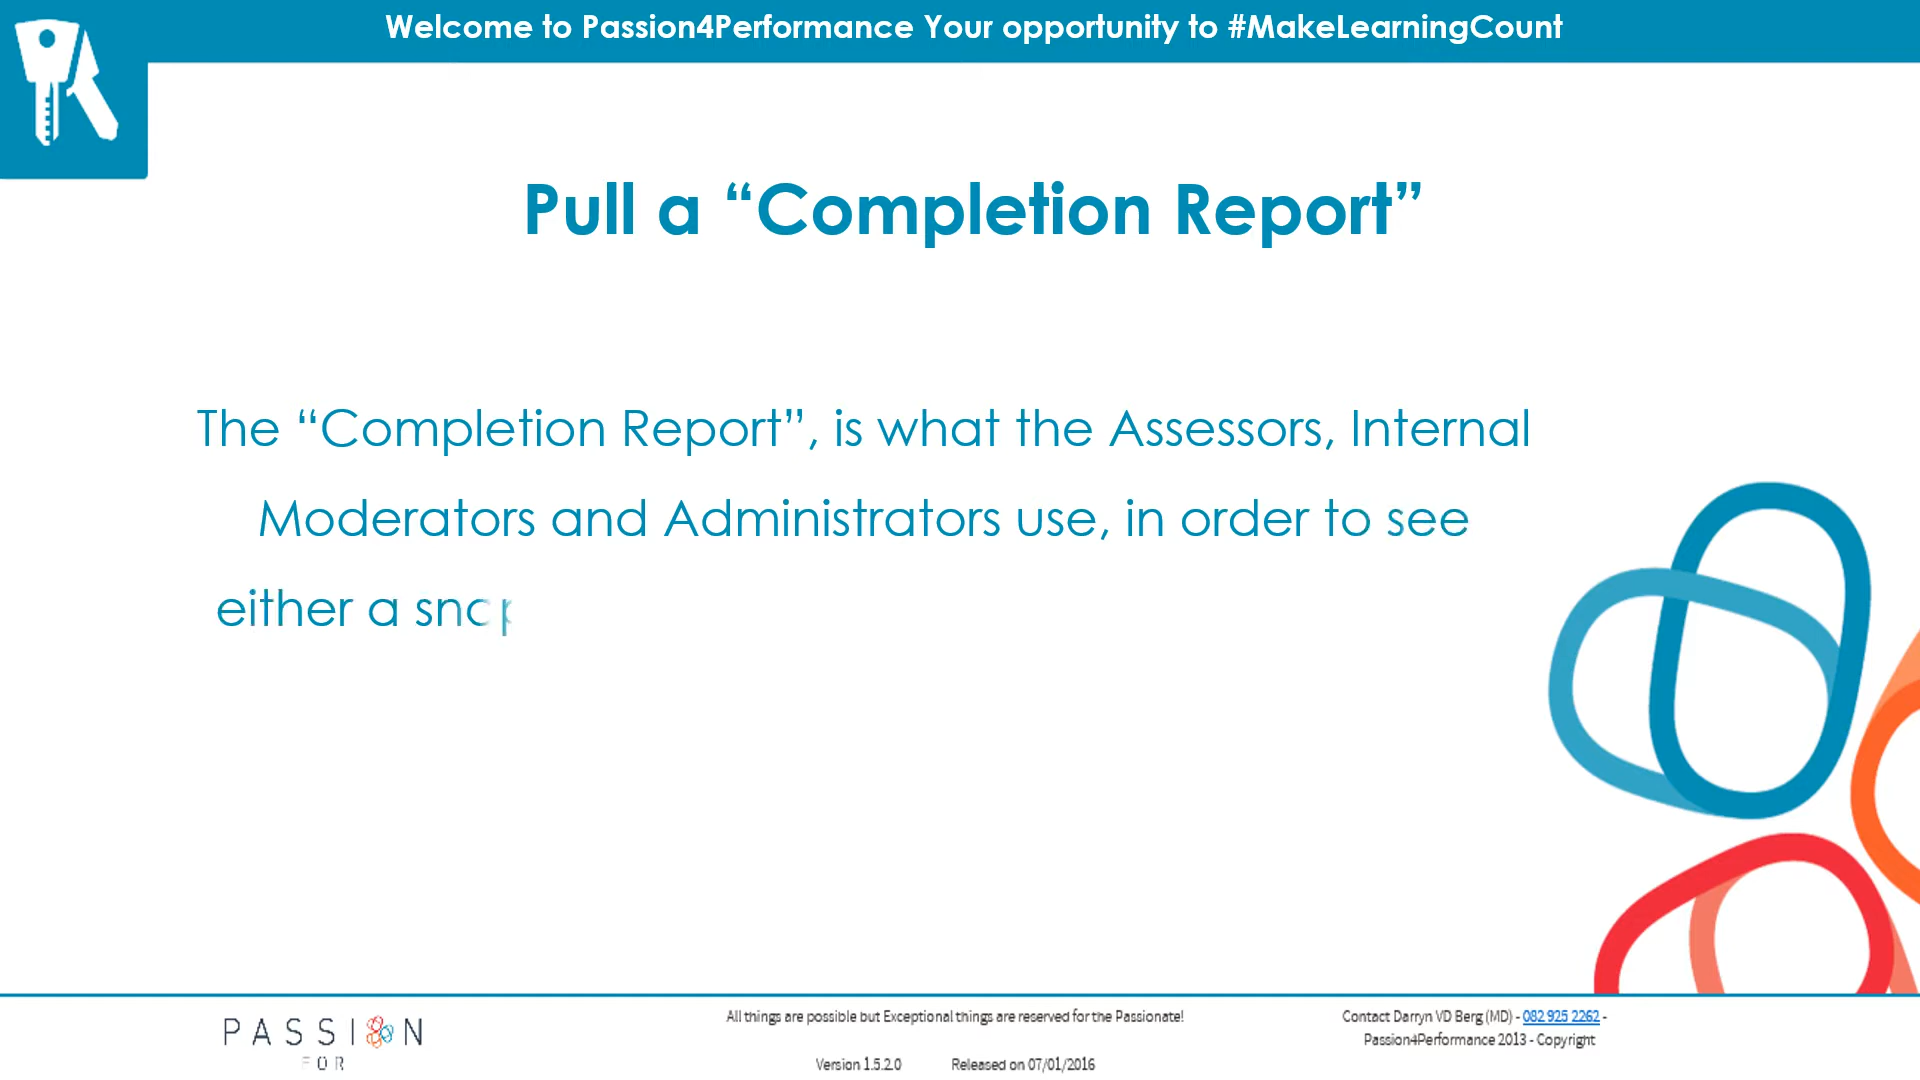 Welcome to Passion4Performance Your opportunity to #MakeLearningCount
Pull a “Completion Report”
The “Completion Report”, is what the Assessors, Internal
Moderators and Administrators use, in order to see
either a snap
PASSION
FOR
All things are possible but Exceptional things are reserved for the Passionate!
Version 1.5.2.0 Released on 07/01/2016
Contact Darryn VD Berg (MD) - 082 925 2262 -
Passion4Performance 2013 - Copyright